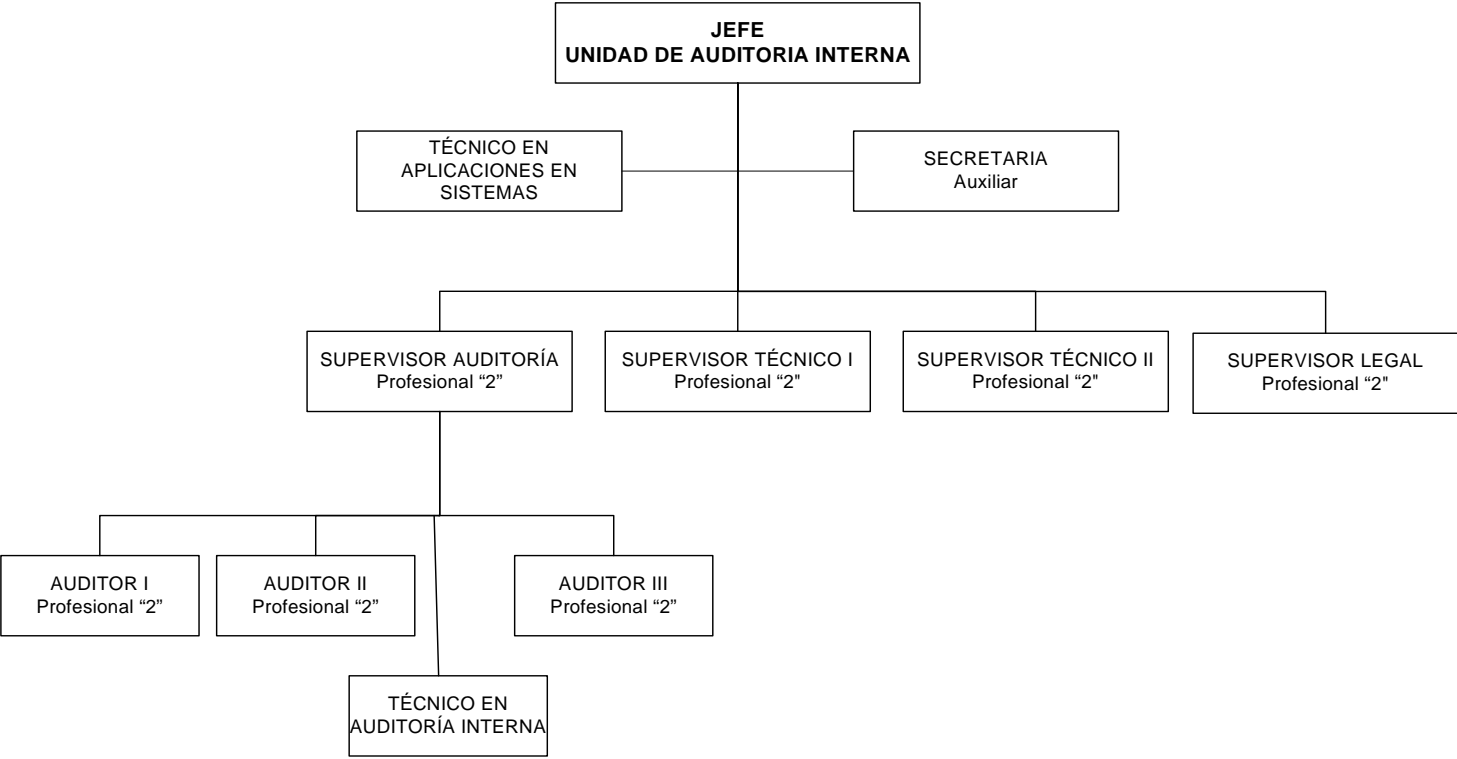 JEFE
UNIDAD DE AUDITORIA INTERNA
TÉCNICO EN
APLICACIONES EN
SISTEMAS
SECRETARIA
Auxiliar
SUPERVISOR AUDITORÍA
Profesional “2”
SUPERVISOR TÉCNICO I
Profesional “2"
SUPERVISOR TÉCNICO II
Profesional “2"
SUPERVISOR LEGAL
Profesional “2"
AUDITOR I
Profesional “2”
AUDITOR II
Profesional “2”
AUDITOR III
Profesional “2”
TÉCNICO EN
AUDITORÍA INTERNA